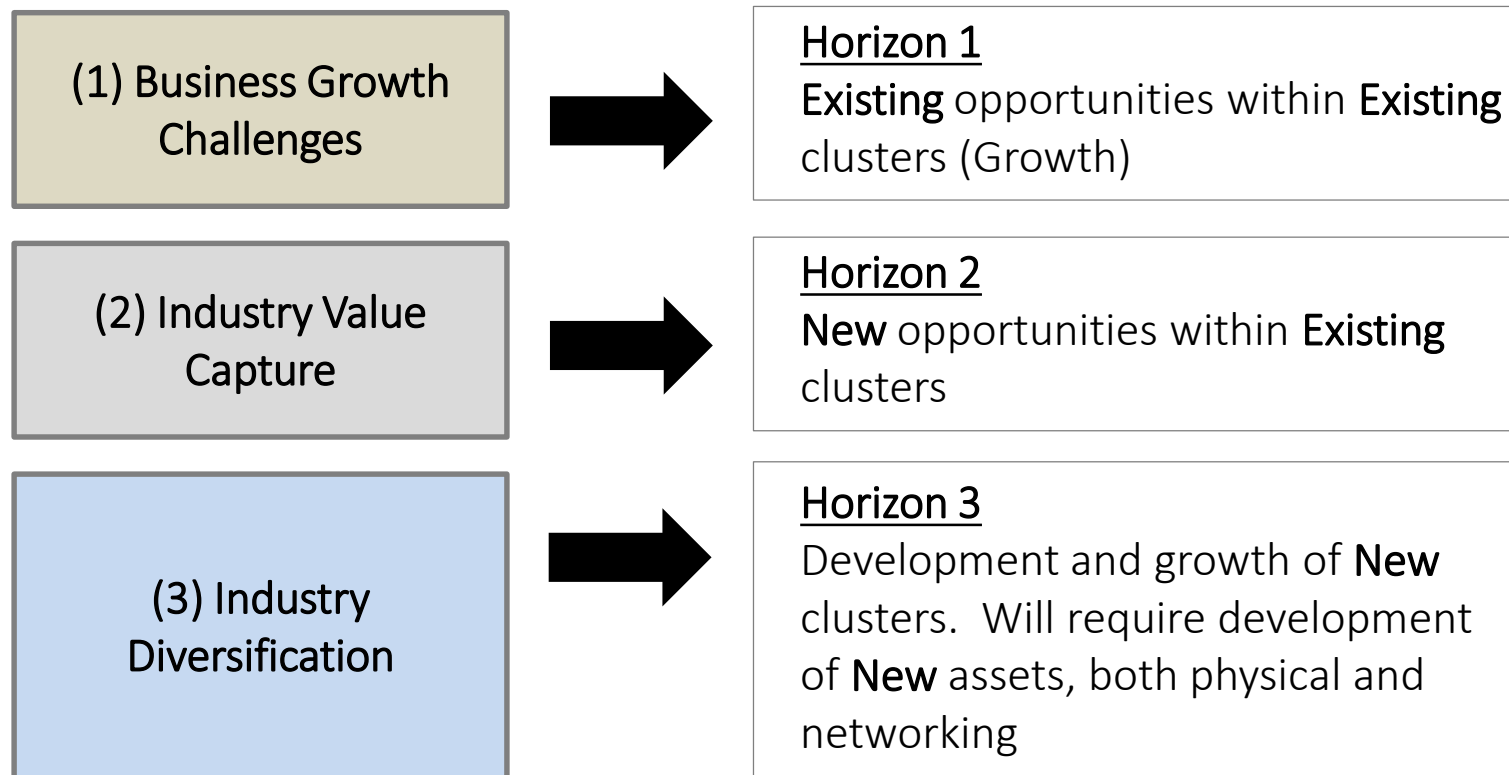 (1) Business Growth
Challenges
Horizon 1
Existing opportunities within Existing
clusters (Growth)
(2) Industry Value
Capture
Horizon 2
New opportunities within Existing
clusters
(3) Industry
Diversification
Horizon 3
Development and growth of New
clusters.  Will require development
of New assets, both physical and
networking